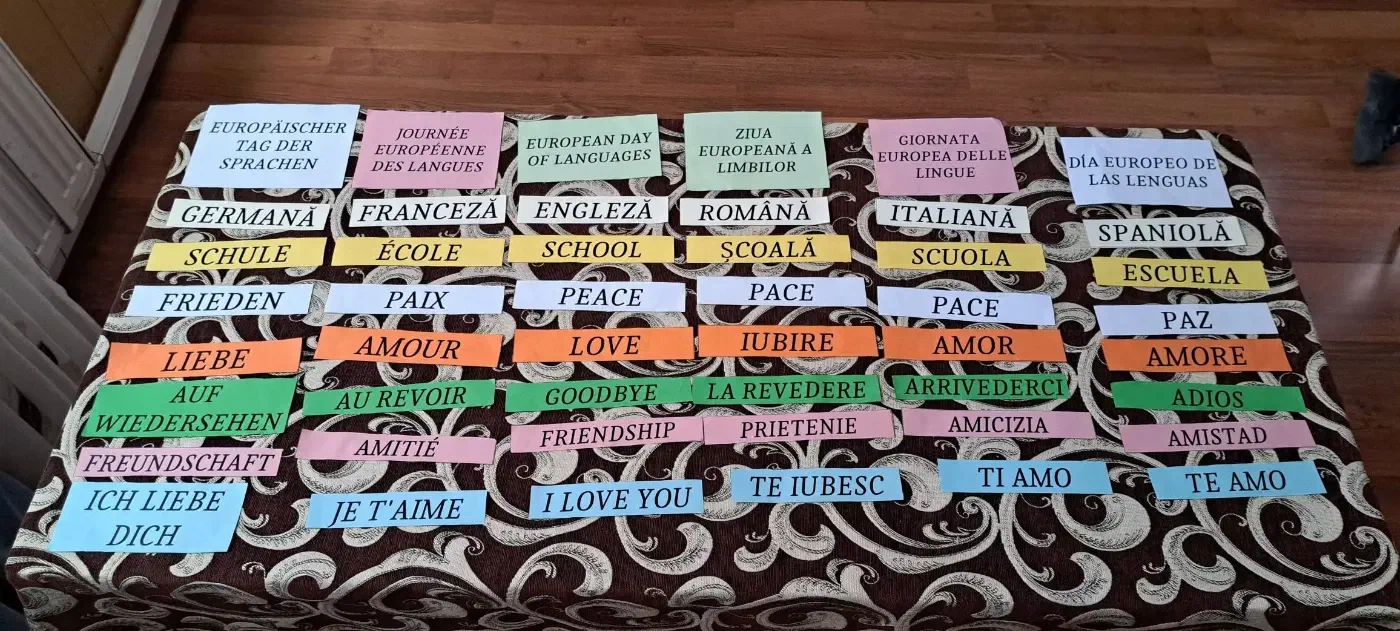 EUROPÄISCHER
TAG DER
SPRACHEN
JOURNÉE
EUROPÉENNE
DES LANGUES
EUROPEAN DAY
OF LANGUAGES
ZIUA
EUROPEANĂ A
LIMBILOR
GIORNATA
EUROPEA DELLE
LINGUE
DÍA EUROPEO DE
LAS LENGUAS
GERMANĂ
FRANCEZĂ
ENGLEZĂ
ROMÂNĂ
ITALIANĂ
SPANIOLĂ
SCHULE
ÉCOLE
SCHOOL
ȘCOALĂ
SCUOLA
ESCUELA
FRIEDEN
PAIX
PEACE
PACE
PACE
PAZ
LIEBE
AMOUR
LOVE
IUBIRE
AMOR
AMORE
AUF
WIEDERSEHEN
AU REVOIR
GOODBYE
LA REVEDERE
ARRIVEDERCI
ADIOS
FREUNDSCHAFT
AMITIÉ
FRIENDSHIP
PRIETENIE
AMICIZIA
AMISTAD
ICH LIEBE
DICH
JE T'AIME
I LOVE YOU
TE IUBESC
TI AMO
TE AMO